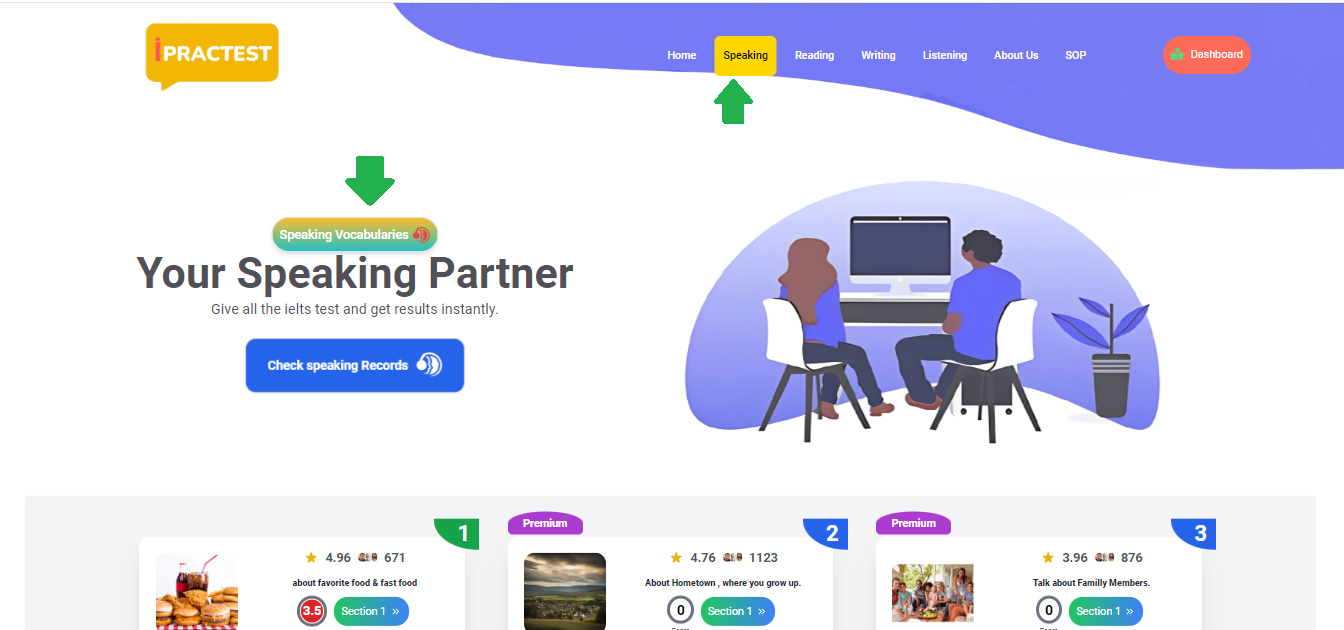 iPRACTEST
Home Speaking Reading Writing Listening About Us SOP Dashboard
Speaking Vocabularies
Your Speaking Partner
Give all the ielts test and get results instantly.
Check speaking Records
1
4.96 671
about favorite food & fast food
3.5 Section 1 »
Premium
2
4.76 1123
About Hometown , where you grow up.
0 Section 1 »
Premium
3
3.96 876
Talk about Familly Members.
0 Section 1 »